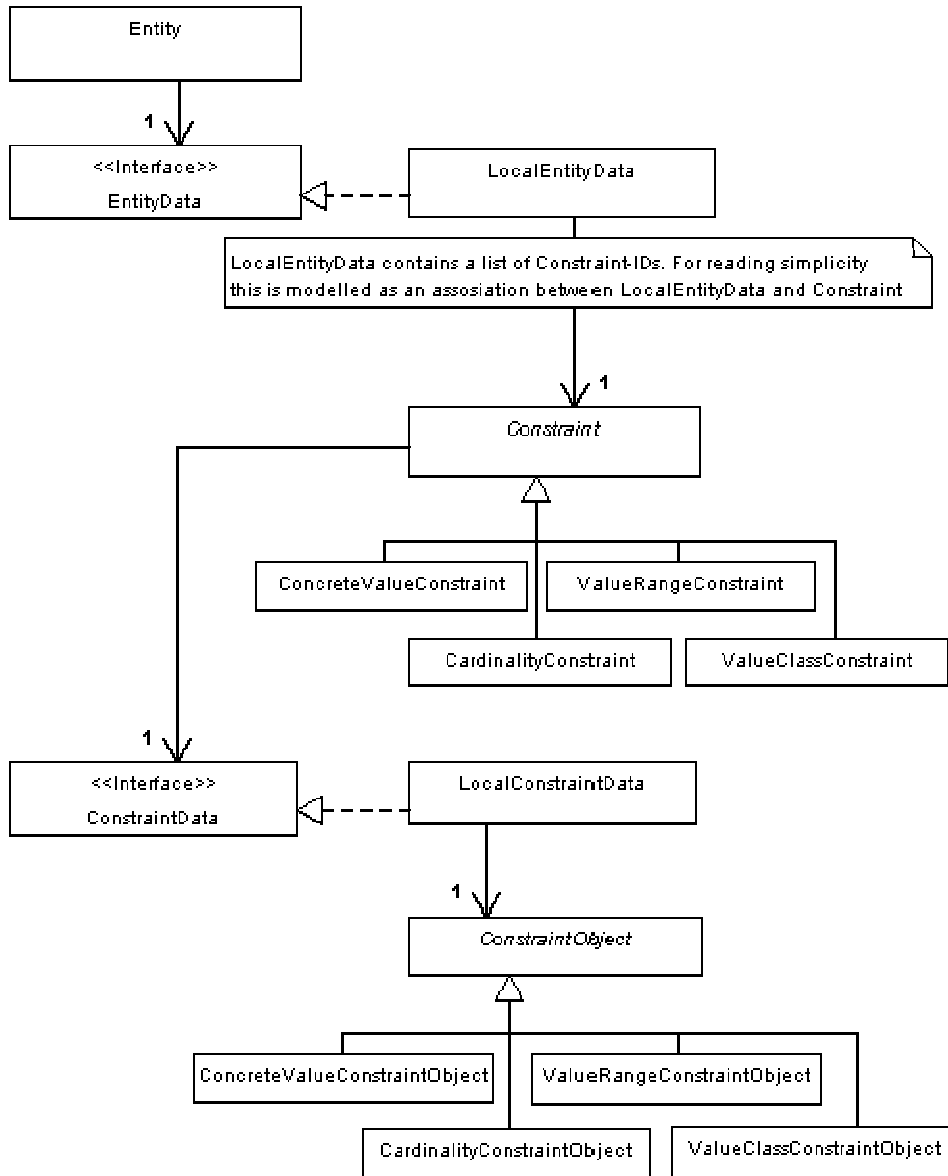 Entity
1
<<Interface>>
EntityData
LocalEntityData
LocalEntityData contains a list of Constraint-IDs. For reading simplicity
this is modelled as an assosiation between LocalEntityData and Constraint
1
Constraint
ConcreteValueConstraint
ValueRangeConstraint
CardinalityConstraint
ValueClassConstraint
1
<<Interface>>
ConstraintData
LocalConstraintData
1
ConstraintObject
ConcreteValueConstraintObject
ValueRangeConstraintObject
CardinalityConstraintObject
ValueClassConstraintObject